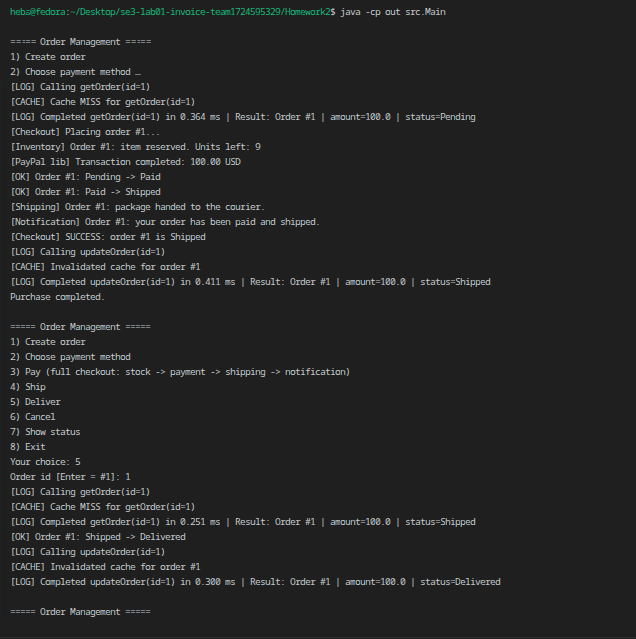 heba@fedora:~/Desktop/se3-lab01-invoice-team1724595329/Homework2$ java -cp out src.Main
===== Order Management =====
1) Create order
2) Choose payment method …
[LOG] Calling getOrder(id=1)
[CACHE] Cache MISS for getOrder(id=1)
[LOG] Completed getOrder(id=1) in 0.364 ms | Result: Order #1 | amount=100.0 | status=Pending
[Checkout] Placing order #1...
[Inventory] Order #1: item reserved. Units left: 9
[PayPal lib] Transaction completed: 100.00 USD
[OK] Order #1: Pending -> Paid
[OK] Order #1: Paid -> Shipped
[Shipping] Order #1: package handed to the courier.
[Notification] Order #1: your order has been paid and shipped.
[Checkout] SUCCESS: order #1 is Shipped
[LOG] Calling updateOrder(id=1)
[CACHE] Invalidated cache for order #1
[LOG] Completed updateOrder(id=1) in 0.411 ms | Result: Order #1 | amount=100.0 | status=Shipped
Purchase completed.
===== Order Management =====
1) Create order
2) Choose payment method
3) Pay (full checkout: stock -> payment -> shipping -> notification)
4) Ship
5) Deliver
6) Cancel
7) Show status
8) Exit
Your choice: 5
Order id [Enter = #1]: 1
[LOG] Calling getOrder(id=1)
[CACHE] Cache MISS for getOrder(id=1)
[LOG] Completed getOrder(id=1) in 0.251 ms | Result: Order #1 | amount=100.0 | status=Shipped
[OK] Order #1: Shipped -> Delivered
[LOG] Calling updateOrder(id=1)
[CACHE] Invalidated cache for order #1
[LOG] Completed updateOrder(id=1) in 0.300 ms | Result: Order #1 | amount=100.0 | status=Delivered
===== Order Management =====